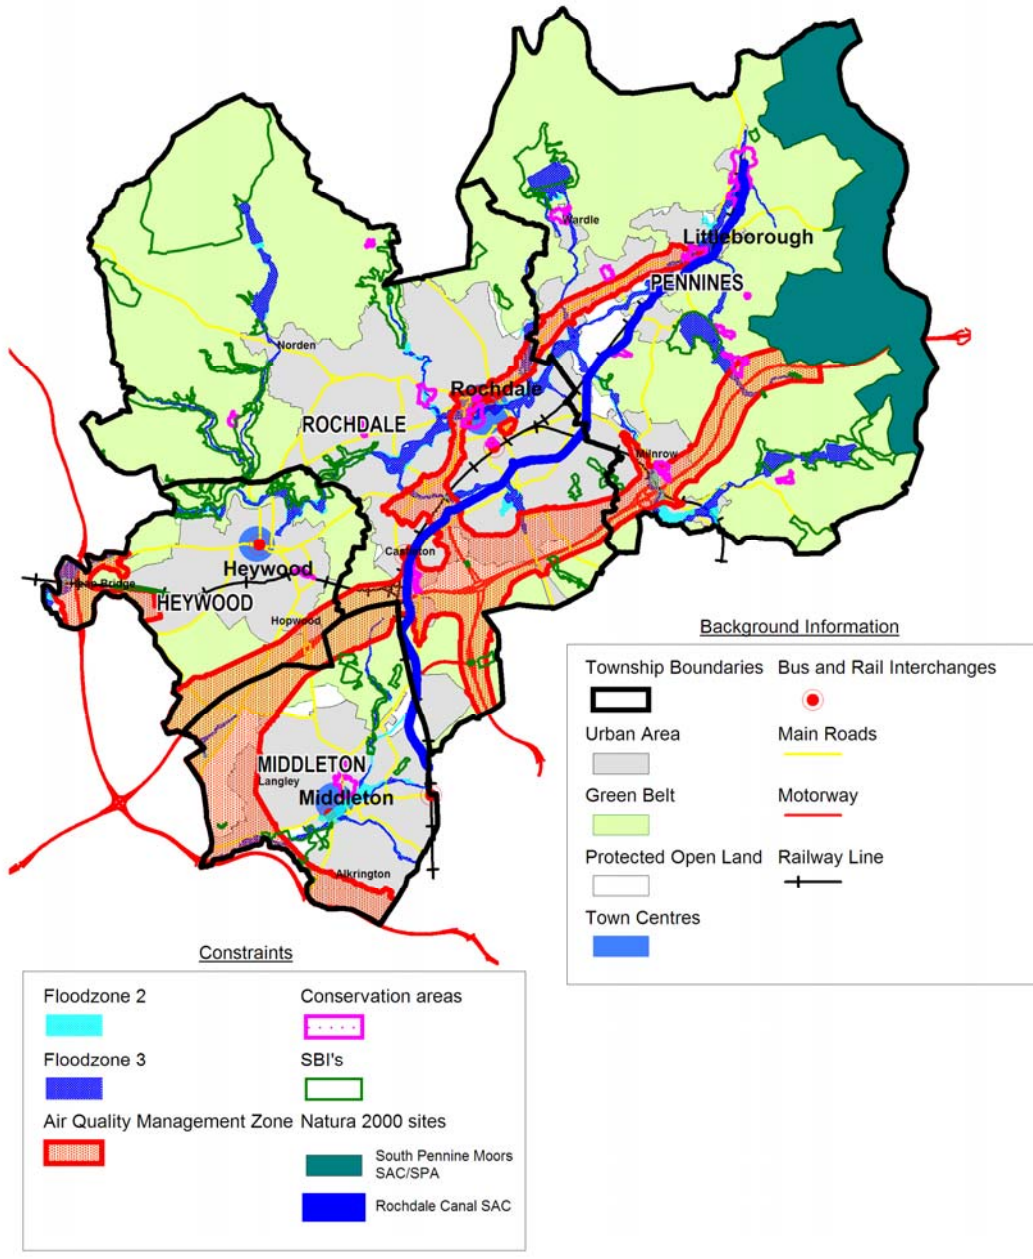 Wardle
Littleborough
PENNINES
Norden
Rochdale
ROCHDALE
Milnrow
Castleton
Heywood
Heap Bridge
HEYWOOD
Hopwood
MIDDLETON
Langley
Middleton
Alkrington
Background Information
Township Boundaries Bus and Rail Interchanges
Urban Area Main Roads
Green Belt Motorway
Protected Open Land Railway Line
Town Centres
Constraints
Floodzone 2 Conservation areas
Floodzone 3 SBI's
Air Quality Management Zone Natura 2000 sites
South Pennine Moors
SAC/SPA
Rochdale Canal SAC